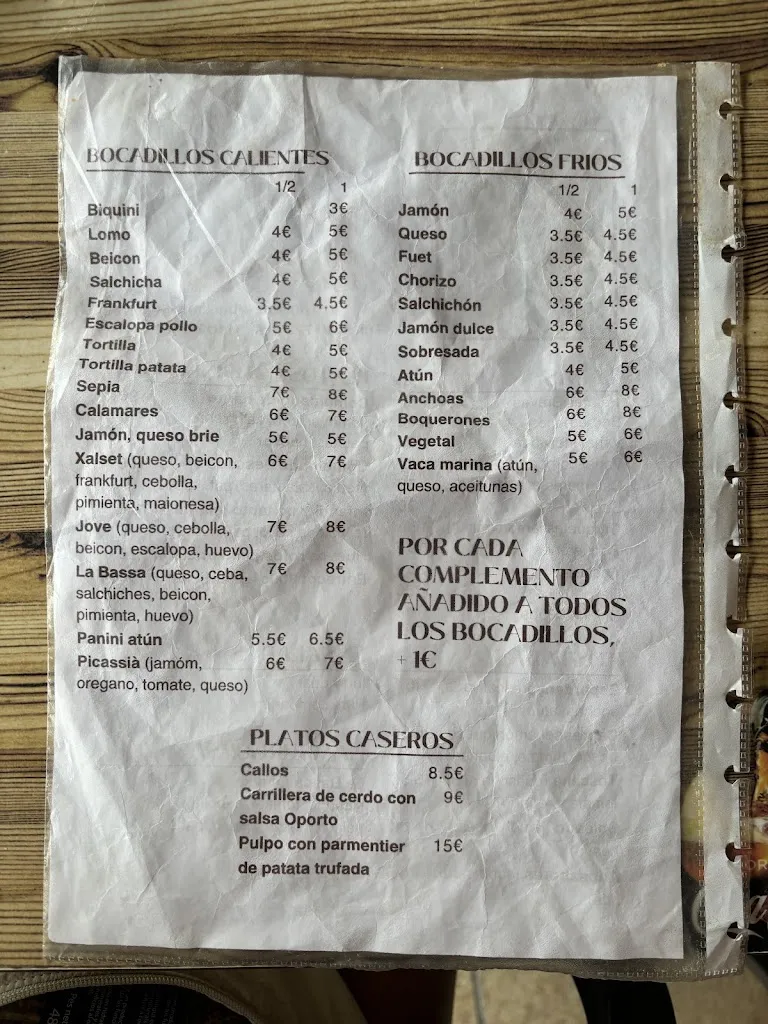 BOCADILLOS CALIENTES
1/2 1
Biquini 3€
Lomo 4€ 5€
Beicon 4€ 5€
Salchicha 4€ 5€
Frankfurt 3.5€ 4.5€
Escalopa pollo 5€ 6€
Tortilla 4€ 5€
Tortilla patata 4€ 5€
Sepia 7€ 8€
Calamares 6€ 7€
Jamón, queso brie 5€ 5€
Xalset (queso, beicon, 6€ 7€
frankfurt, cebolla,
pimienta, maionesa)
Jove (queso, cebolla, 7€ 8€
beicon, escalopa, huevo)
La Bassa (queso, ceba, 7€ 8€
salchiches, beicon,
pimienta, huevo)
Panini atún 5.5€ 6.5€
Picassià (jamóm, 6€ 7€
oregano, tomate, queso)
BOCADILLOS FRIOS
1/2 1
Jamón 4€ 5€
Queso 3.5€ 4.5€
Fuet 3.5€ 4.5€
Chorizo 3.5€ 4.5€
Salchichón 3.5€ 4.5€
Jamón dulce 3.5€ 4.5€
Sobresada 3.5€ 4.5€
Atún 4€ 5€
Anchoas 6€ 8€
Boquerones 6€ 8€
Vegetal 5€ 6€
Vaca marina (atún, 5€ 6€
queso, aceitunas)
POR CADA
COMPLEMENTO
AÑADIDO A TODOS
LOS BOCADILLOS,
+ 1€
PLATOS CASEROS
Callos 8.5€
Carrillera de cerdo con 9€
salsa Oporto
Pulpo con parmentier 15€
de patata trufada